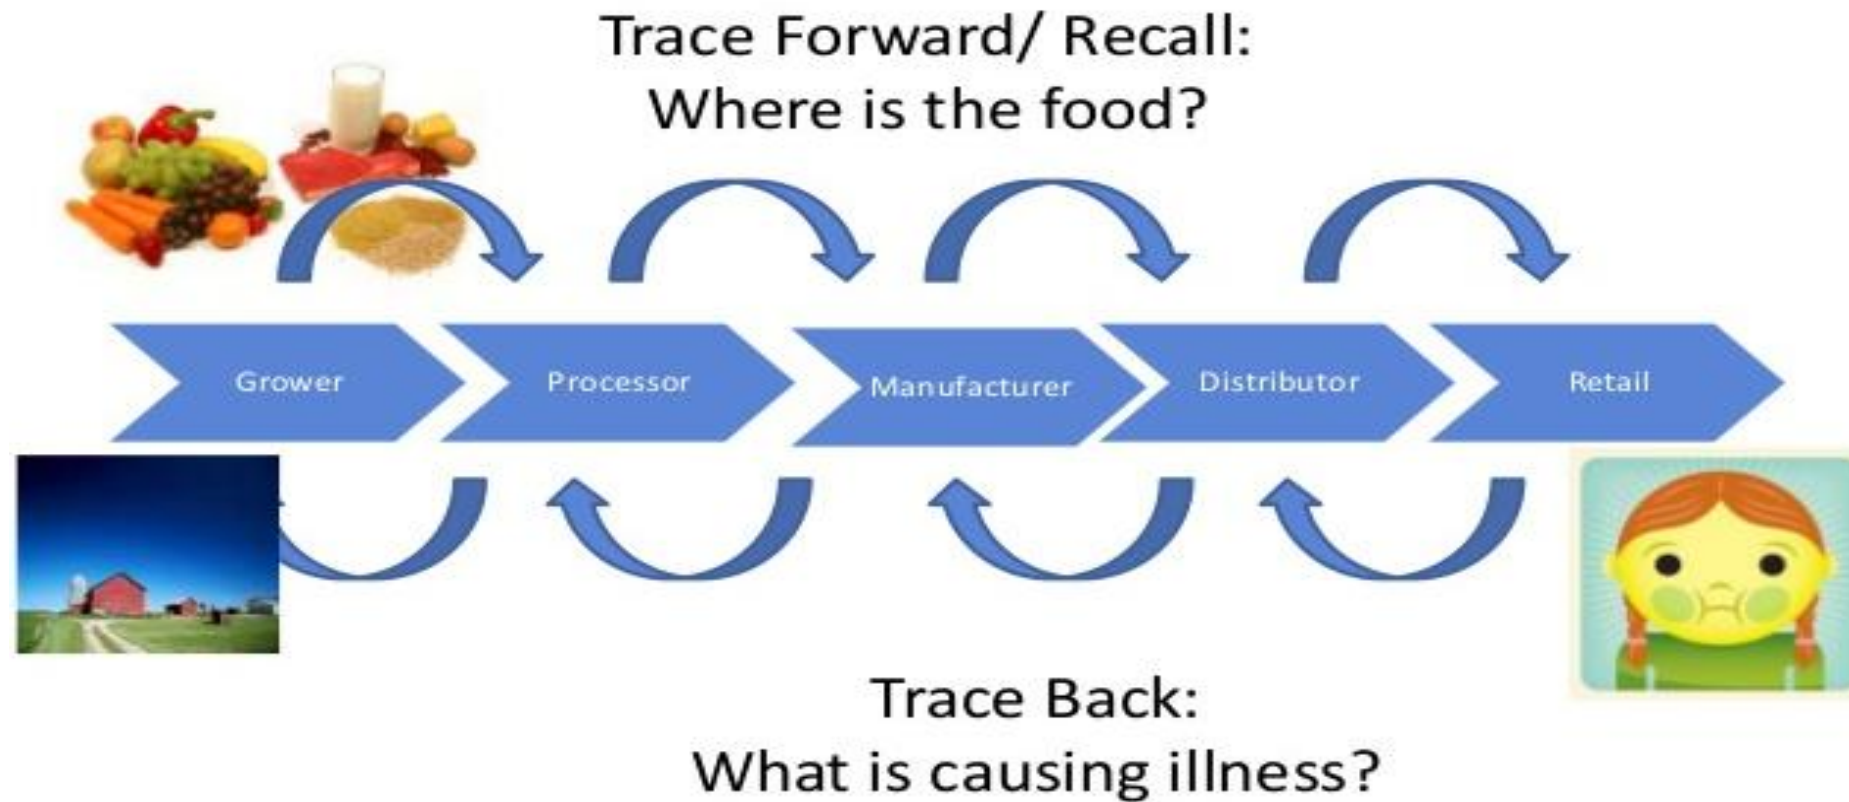 Trace Forward/ Recall:
Where is the food?
Grower
Processor
Manufacturer
Distributor
Retail
Trace Back:
What is causing illness?